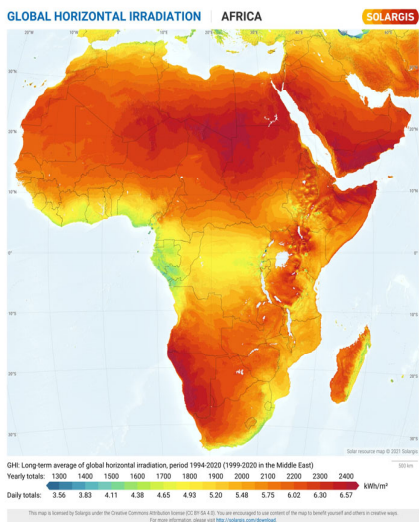 GLOBAL HORIZONTAL IRRADIATION | AFRICA
SOLARGIS
Solar resource map © 2021 Solargis
GHI: Long-term average of global horizontal irradiation, period 1994-2020 (1999-2020 in the Middle East)
500 km
Yearly totals: 1300 1400 1500 1600 1700 1800 1900 2000 2100 2200 2300 2400
kWh/m²
Daily totals: 3.56 3.83 4.11 4.38 4.65 4.93 5.20 5.48 5.75 6.02 6.30 6.57
This map is licensed by Solargis under the Creative Commons Attribution license (CC BY-SA 4.0). You are encouraged to use content of the map to benefit yourself and others in creative ways.
For more information, please visit http://solargis.com/download.